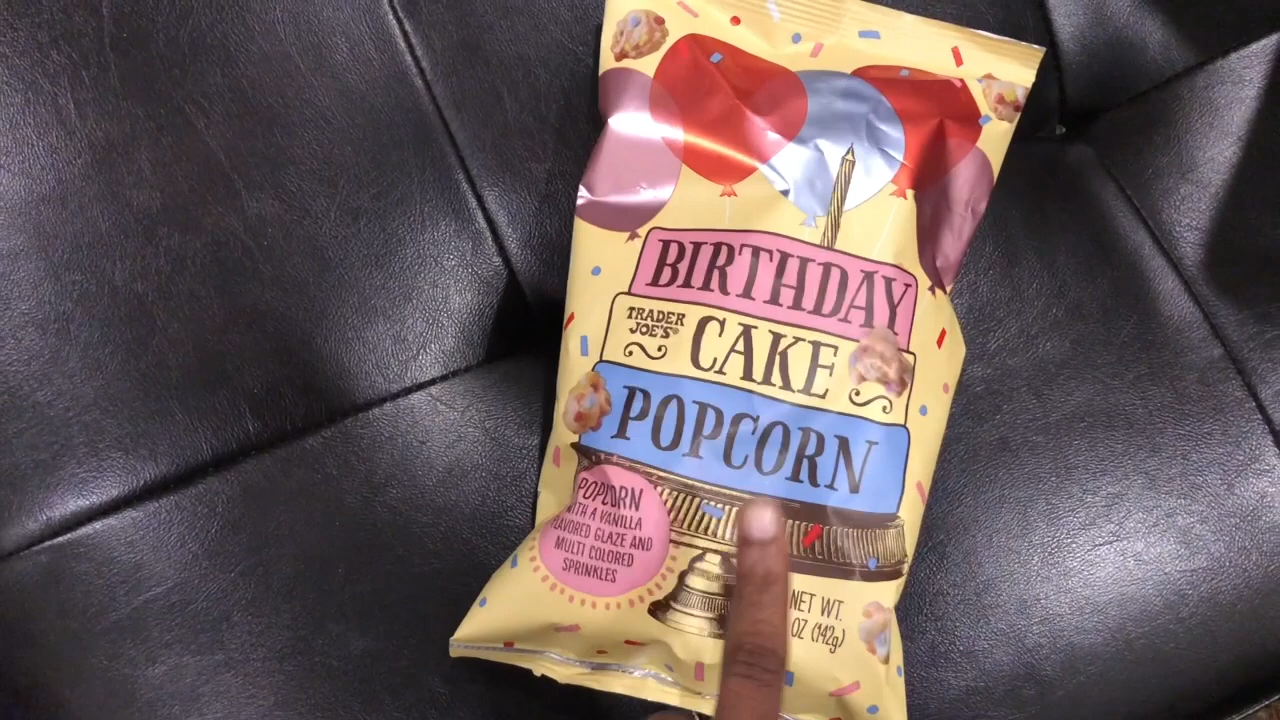 BIRTHDAY
TRADER
JOE'S®
CAKE
POPCORN
POPCORN
WITH A VANILLA
FLAVORED GLAZE AND
MULTI COLORED
SPRINKLES
NET WT.
OZ (142g)